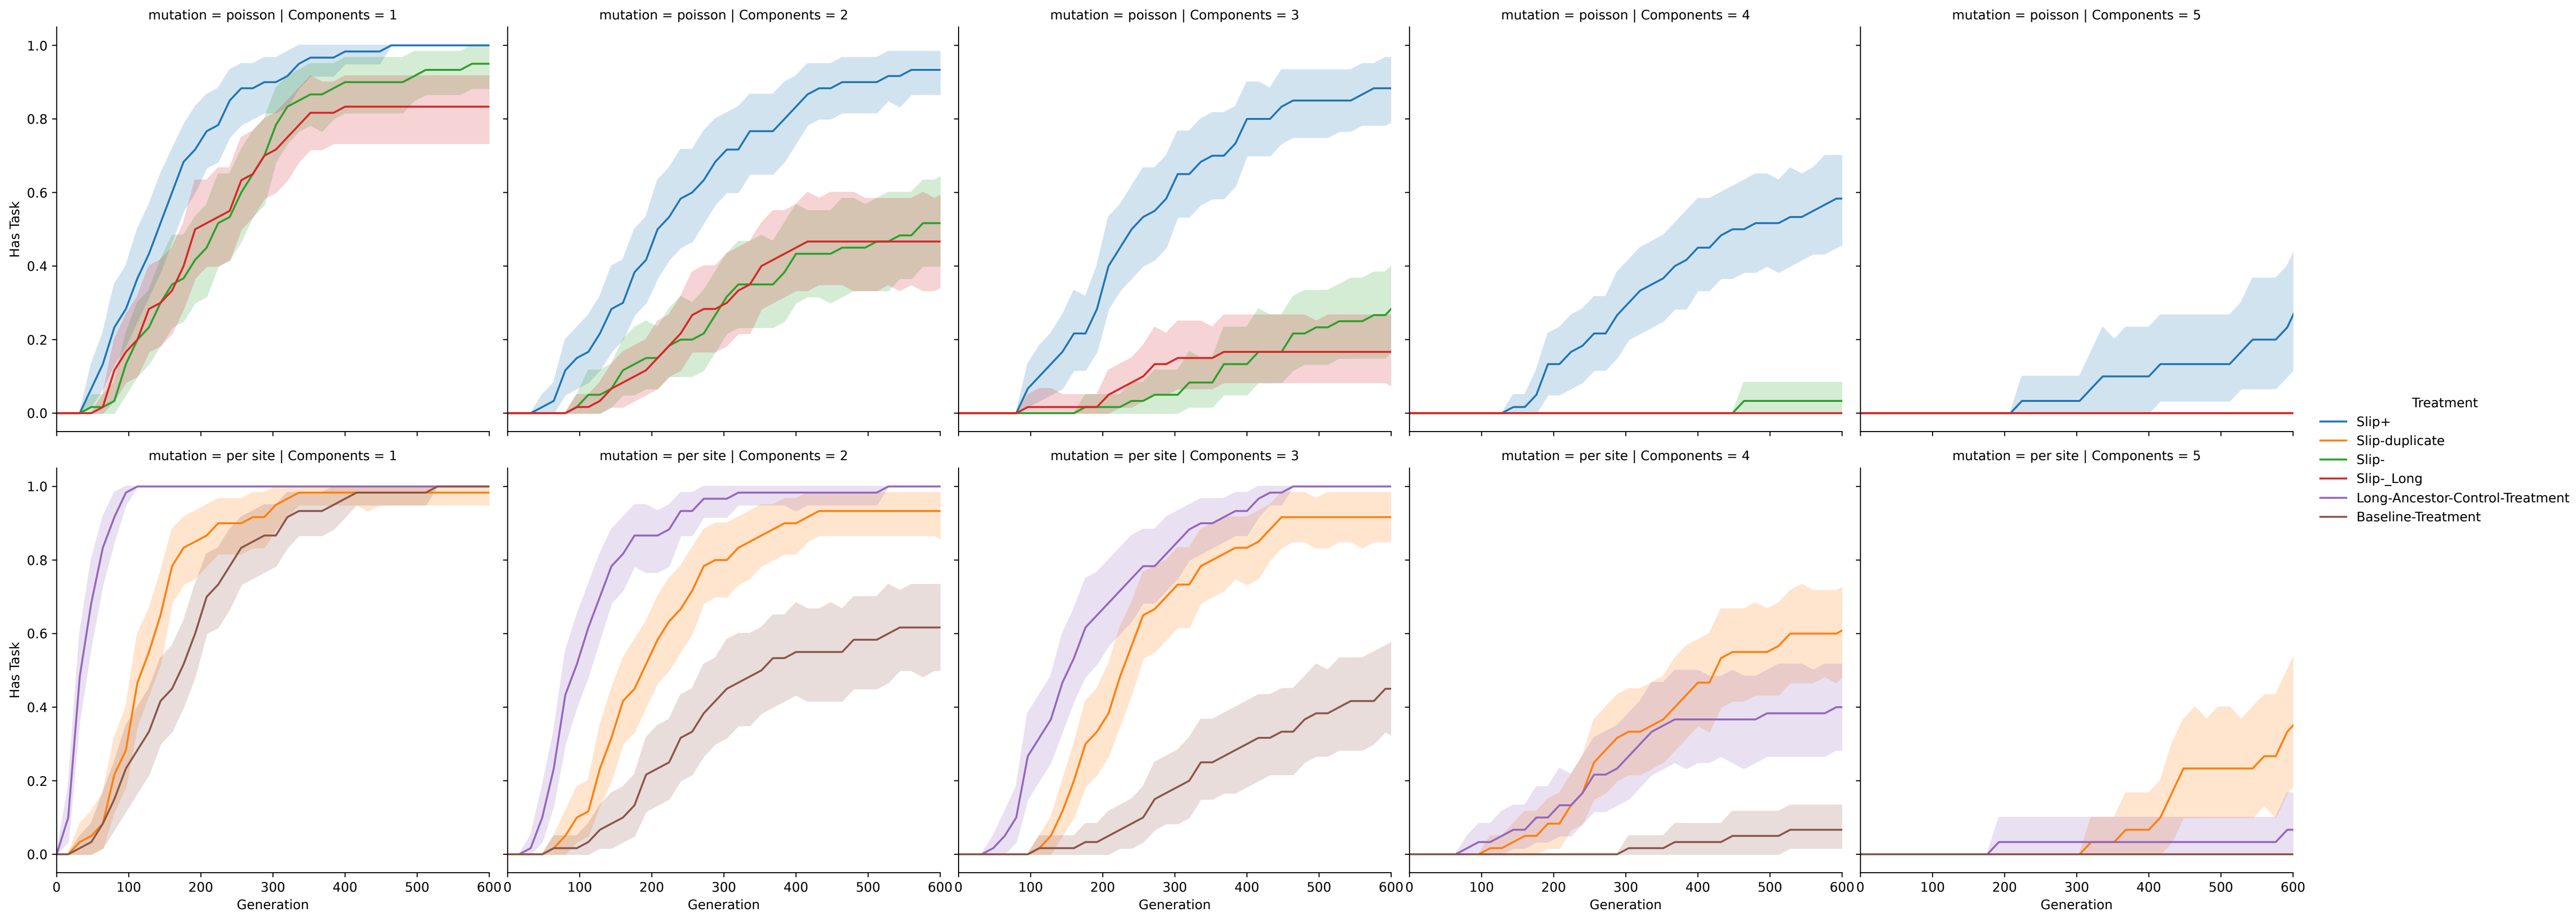 mutation = poisson | Components = 1
mutation = poisson | Components = 2
mutation = poisson | Components = 3
mutation = poisson | Components = 4
mutation = poisson | Components = 5
1.0
0.8
0.6
0.4
0.2
0.0
Has Task
mutation = per site | Components = 1
mutation = per site | Components = 2
mutation = per site | Components = 3
mutation = per site | Components = 4
mutation = per site | Components = 5
1.0
0.8
0.6
0.4
0.2
0.0
Has Task
0 100 200 300 400 500 600
0 100 200 300 400 500 600
0 100 200 300 400 500 600
0 100 200 300 400 500 600
0 100 200 300 400 500 600
Generation
Generation
Generation
Generation
Generation
Treatment
Slip+
Slip-duplicate
Slip-
Slip-_Long
Long-Ancestor-Control-Treatment
Baseline-Treatment